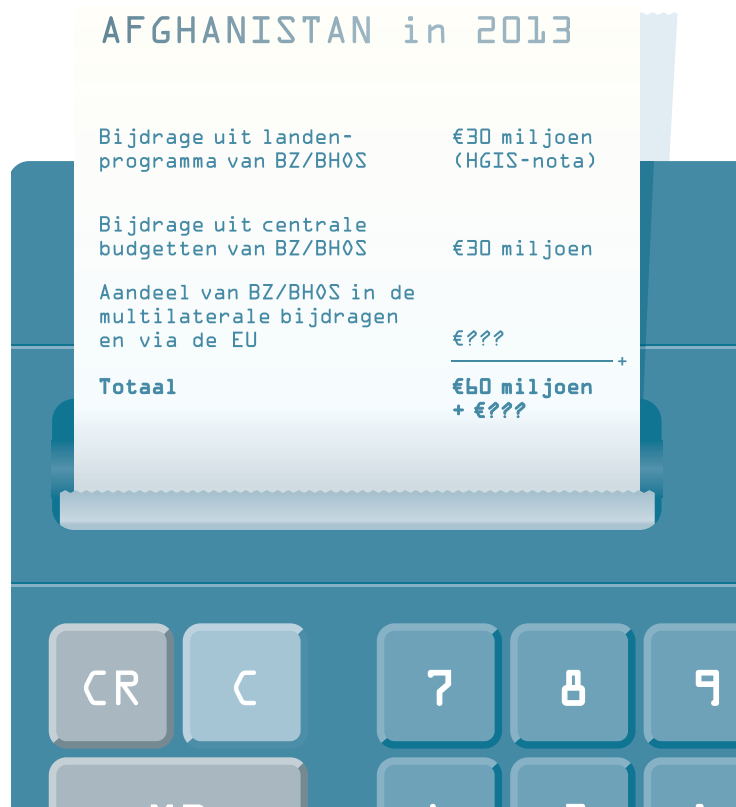 AFGHANISTAN in 2013
Bijdrage uit landen- €30 miljoen
programma van BZ/BHOS (HGIS-nota)
Bijdrage uit centrale
budgetten van BZ/BHOS €30 miljoen
Aandeel van BZ/BHOS in de
multilaterale bijdragen
en via de EU €???
+
Totaal €60 miljoen
+ €???
CR C 7 8 9